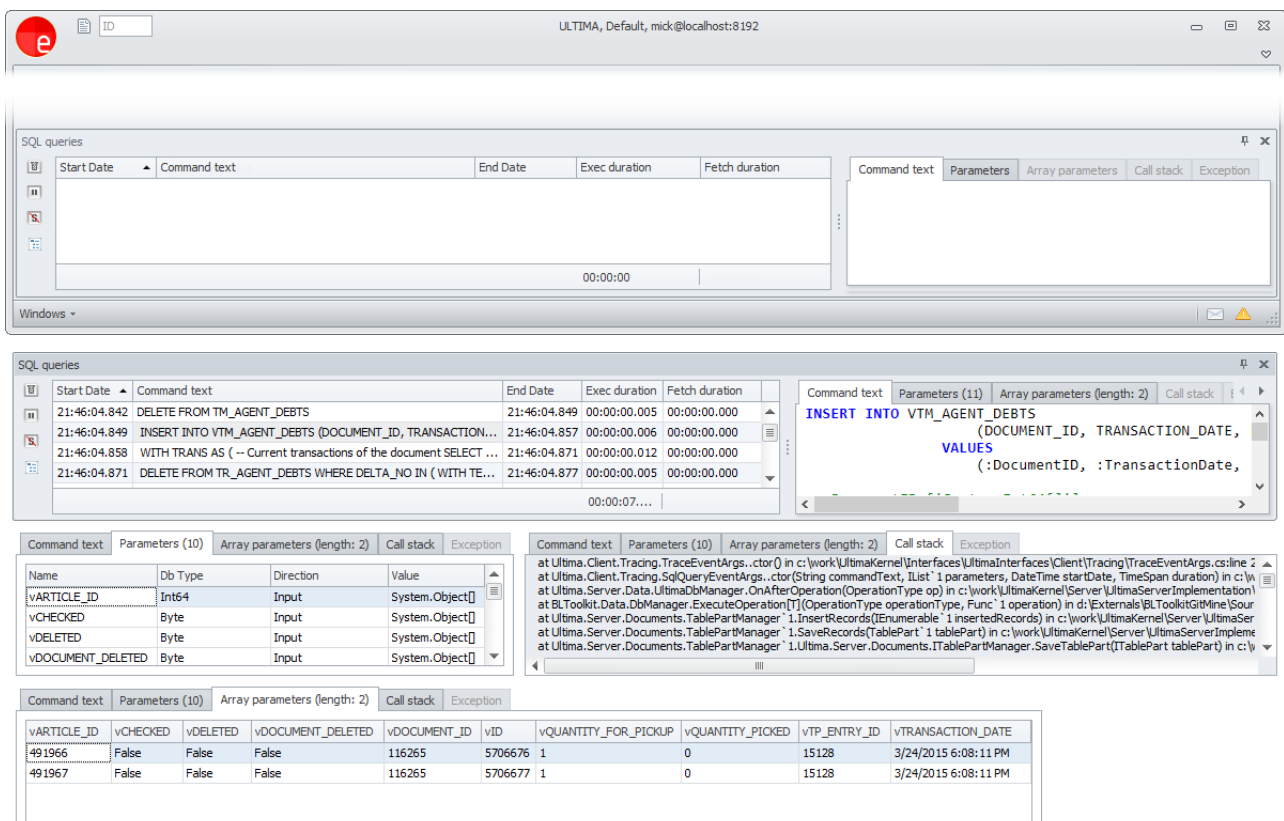 e ID ULTIMA, Default, mick@localhost:8192
SQL queries
Start Date Command text End Date Exec duration Fetch duration
Command text Parameters Array parameters Call stack Exception
00:00:00
Windows
SQL queries
Start Date Command text End Date Exec duration Fetch duration
21:46:04.842 DELETE FROM TM_AGENT_DEBTS 21:46:04.849 00:00:00.005 00:00:00.000
21:46:04.849 INSERT INTO VTM_AGENT_DEBTS (DOCUMENT_ID, TRANSACTION... 21:46:04.857 00:00:00.006 00:00:00.000
21:46:04.858 WITH TRANS AS ( -- Current transactions of the document SELECT ... 21:46:04.871 00:00:00.012 00:00:00.000
21:46:04.871 DELETE FROM TR_AGENT_DEBTS WHERE DELTA_NO IN ( WITH TE... 21:46:04.877 00:00:00.005 00:00:00.000
00:00:07....
Command text Parameters (11) Array parameters (length: 2) Call stack
INSERT INTO VTM_AGENT_DEBTS
(DOCUMENT_ID, TRANSACTION_DATE,
VALUES
(:DocumentID, :TransactionDate,
Command text Parameters (10) Array parameters (length: 2) Call stack Exception
Name Db Type Direction Value
vARTICLE_ID Int64 Input System.Object[]
vCHECKED Byte Input System.Object[]
vDELETED Byte Input System.Object[]
vDOCUMENT_DELETED Byte Input System.Object[]
Command text Parameters (10) Array parameters (length: 2) Call stack Exception
at Ultima.Client.Tracing.TraceEventArgs..ctor() in c:\work\UltimaKernel\Interfaces\UltimaInterfaces\Client\Tracing\TraceEventArgs.cs:line 2
at Ultima.Client.Tracing.SqlQueryEventArgs..ctor(String commandText, IList`1 parameters, DateTime startDate, TimeSpan duration) in c:\w
at Ultima.Server.Data.UltimaDbManager.OnAfterOperation(OperationType op) in c:\work\UltimaKernel\Server\UltimaServerImplementation\
at BLToolkit.Data.DbManager.ExecuteOperation[T](OperationType operationType, Func`1 operation) in d:\Externals\BLToolkitGitMine\Sour
at Ultima.Server.Documents.TablePartManager`1.InsertRecords(IEnumerable`1 insertedRecords) in c:\work\UltimaKernel\Server\UltimaSer
at Ultima.Server.Documents.TablePartManager`1.SaveRecords(TablePart`1 tablePart) in c:\work\UltimaKernel\Server\UltimaServerImpleme
at Ultima.Server.Documents.TablePartManager`1.Ultima.Server.Documents.ITablePartManager.SaveTablePart(ITablePart tablePart) in c:\w
Command text Parameters (10) Array parameters (length: 2) Call stack Exception
vARTICLE_ID vCHECKED vDELETED vDOCUMENT_DELETED vDOCUMENT_ID vID vQUANTITY_FOR_PICKUP vQUANTITY_PICKED vTP_ENTRY_ID vTRANSACTION_DATE
491966 False False False 116265 5706676 1 0 15128 3/24/2015 6:08:11 PM
491967 False False False 116265 5706677 1 0 15128 3/24/2015 6:08:11 PM